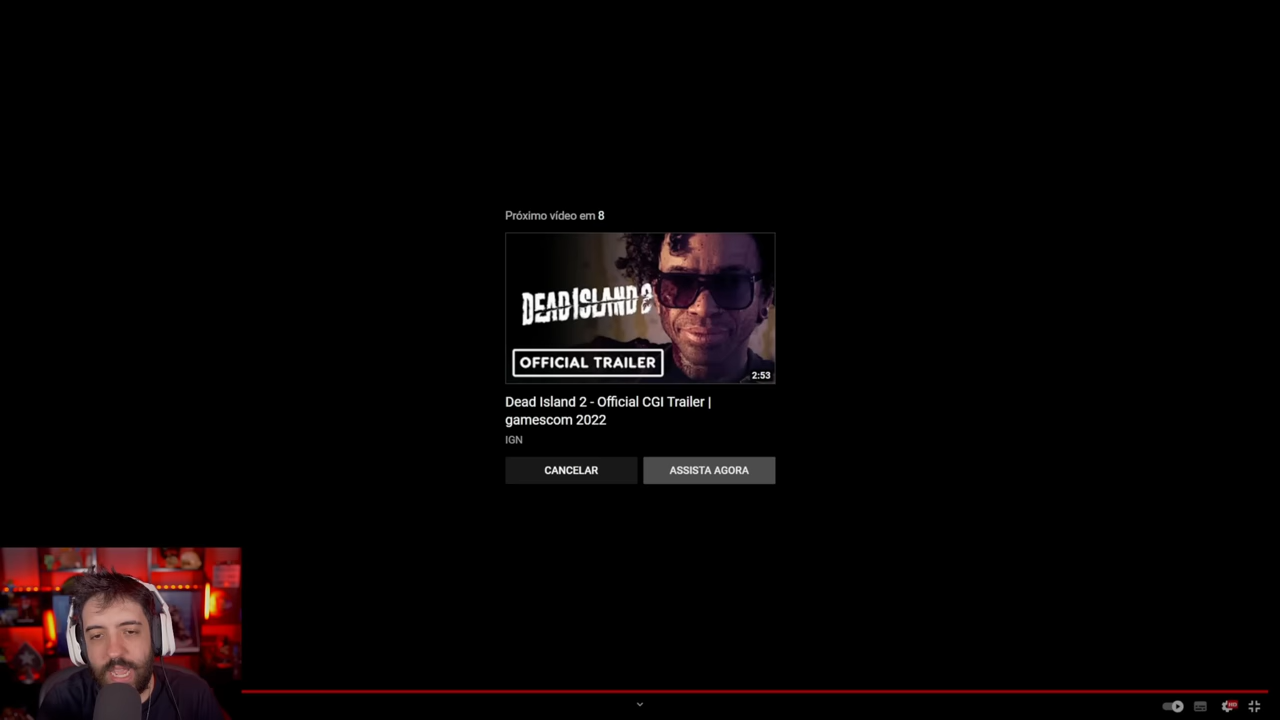 Próximo vídeo em 8
DEAD ISLAND 2
OFFICIAL TRAILER
2:53
Dead Island 2 - Official CGI Trailer |
gamescom 2022
IGN
CANCELAR
ASSISTA AGORA
HD